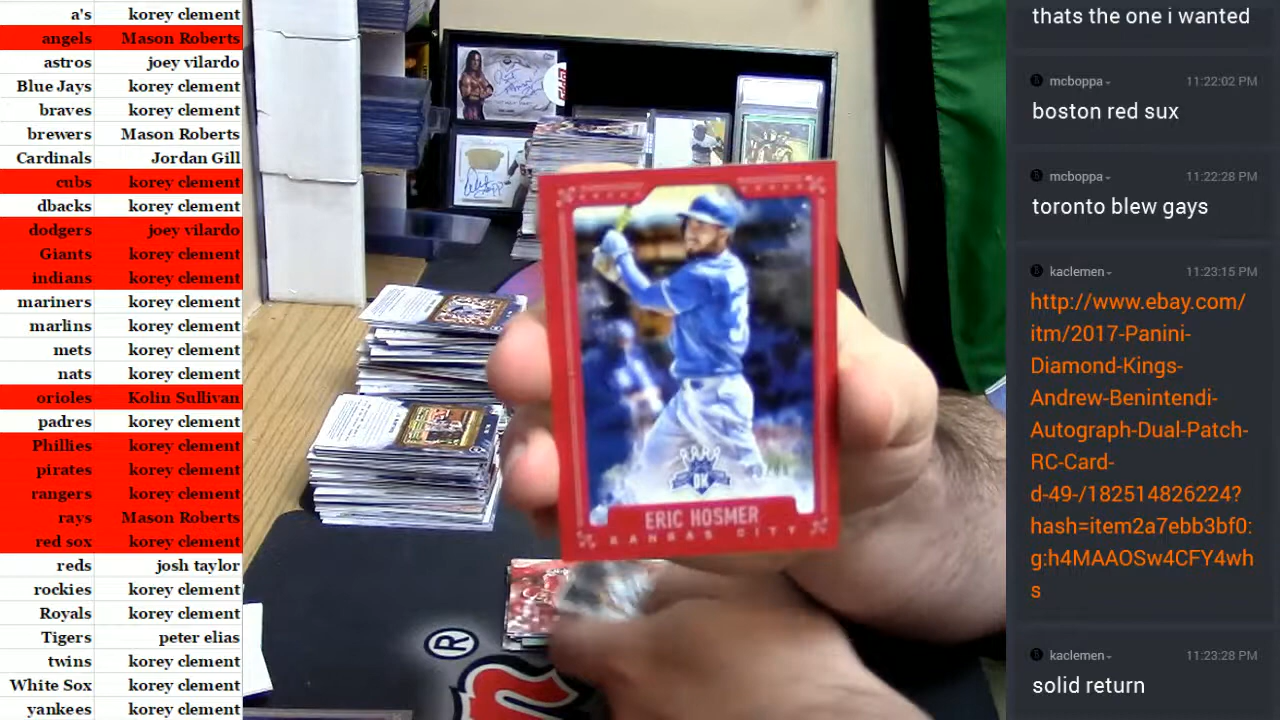 a's korey clement
angels Mason Roberts
astros joey vilardo
Blue Jays korey clement
braves korey clement
brewers Mason Roberts
Cardinals Jordan Gill
cubs korey clement
dbacks korey clement
dodgers joey vilardo
Giants korey clement
indians korey clement
mariners korey clement
marlins korey clement
mets korey clement
nats korey clement
orioles Kolin Sullivan
padres korey clement
Phillies korey clement
pirates korey clement
rangers korey clement
rays Mason Roberts
red sox korey clement
reds josh taylor
rockies korey clement
Royals korey clement
Tigers peter elias
twins korey clement
White Sox korey clement
yankees korey clement
3
DK
ERIC HOSMER
KANSAS CITY
®
thats the one i wanted
mcboppa 11:22:02 PM
boston red sux
mcboppa 11:22:28 PM
toronto blew gays
kaclemen 11:23:15 PM
http://www.ebay.com/
itm/2017-Panini-
Diamond-Kings-
Andrew-Benintendi-
Autograph-Dual-Patch-
RC-Card-
d-49-/182514826224?
hash=item2a7ebb3bf0:
g:h4MAAOSw4CFY4wh
s
kaclemen 11:23:28 PM
solid return